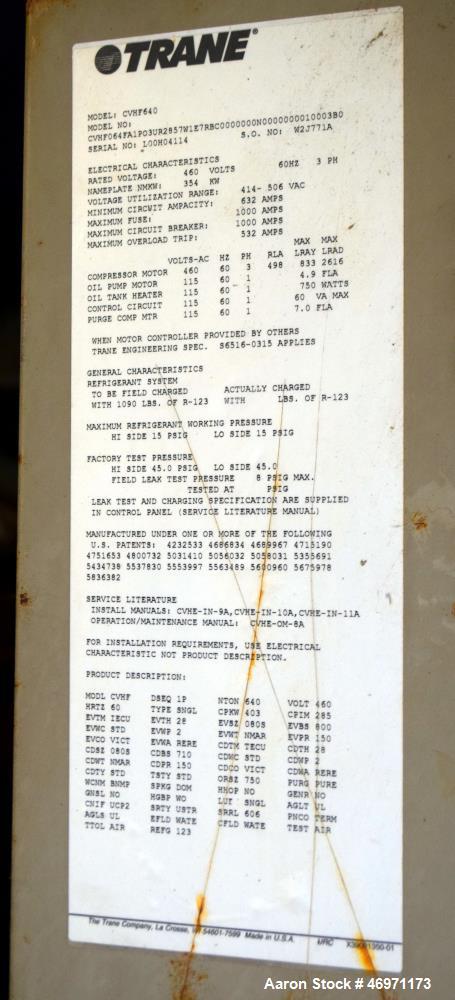 TRANE
MODEL: CVHF640
MODEL NO:
CVHF064FA1P03UR2857W1E7RBC0000000N0000000010003B0
SERIAL NO: L00H04114 S.O. NO: W2J771A
ELECTRICAL CHARACTERISTICS
RATED VOLTAGE: 460 VOLTS 60HZ 3 PH
NAMEPLATE NMKW: 354 KW
VOLTAGE UTILIZATION RANGE: 414- 506 VAC
MINIMUM CIRCUIT AMPACITY: 632 AMPS
MAXIMUM FUSE: 1000 AMPS
MAXIMUM CIRCUIT BREAKER: 1000 AMPS
MAXIMUM OVERLOAD TRIP: 532 AMPS
MAX MAX
VOLTS-AC HZ PH RLA LRAY LRAD
COMPRESSOR MOTOR 460 60 3 498 833 2616
OIL PUMP MOTOR 115 60 1 4.9 FLA
OIL TANK HEATER 115 60 1 750 WATTS
CONTROL CIRCUIT 115 60 1 60 VA MAX
PURGE COMP MTR 115 60 1 7.0 FLA
WHEN MOTOR CONTROLLER PROVIDED BY OTHERS
TRANE ENGINEERING SPEC. S6516-0315 APPLIES
GENERAL CHARACTERISTICS
REFRIGERANT SYSTEM
TO BE FIELD CHARGED ACTUALLY CHARGED
WITH 1090 LBS. OF R-123 WITH LBS. OF R-123
MAXIMUM REFRIGERANT WORKING PRESSURE
HI SIDE 15 PSIG LO SIDE 15 PSIG
FACTORY TEST PRESSURE
HI SIDE 45.0 PSIG LO SIDE 45.0
FIELD LEAK TEST PRESSURE 8 PSIG MAX.
TESTED AT PSIG
LEAK TEST AND CHARGING SPECIFICATION ARE SUPPLIED
IN CONTROL PANEL (SERVICE LITERATURE MANUAL)
MANUFACTURED UNDER ONE OR MORE OF THE FOLLOWING
U.S. PATENTS: 4232533 4686834 4689967 4715190
4751653 4800732 5031410 5056032 5058031 5355691
5434738 5537830 5553997 5563489 5600960 5675978
5836382
SERVICE LITERATURE
INSTALL MANUALS: CVHE-IN-9A,CVHE-IN-10A,CVHE-IN-11A
OPERATION/MAINTENANCE MANUAL: CVHE-OM-8A
FOR INSTALLATION REQUIREMENTS, USE ELECTRICAL
CHARACTERISTIC NOT PRODUCT DESCRIPTION.
PRODUCT DESCRIPTION:
MODL CVHF DSEQ 1P NTON 640 VOLT 460
HRTZ 60 TYPE SNGL CPKW 403 CPIM 285
EVTM IECU EVTH 28 EVSZ 080S EVBS 800
EVWC STD EVWP 2 EVWT NMAR EVPR 150
EVCO VICT EVWA RERE CDTM TECU CDTH 28
CDSZ 080S CDBS 710 CDWC STD CDWP 2
CDWT NMAR CDPR 150 CDCO VICT CDWA RERE
CDTY STD TSTY STD ORSZ 750 PURG PURE
WCNM BNMP SPKG DOM HHOP NO GENR NO
GNSL NO HGBP WO LUI SNGL AGLT UL
CNIF UCP2 SRTY USTR SRRL 606 PNCO TERM
AGLS UL EFLD WATE CFLD WATE TEST AIR
TTOL AIR REFG 123
The Trane Company, La Crosse, WI 54601-7599 Made in U.S.A.
Aaron Stock # 46971173